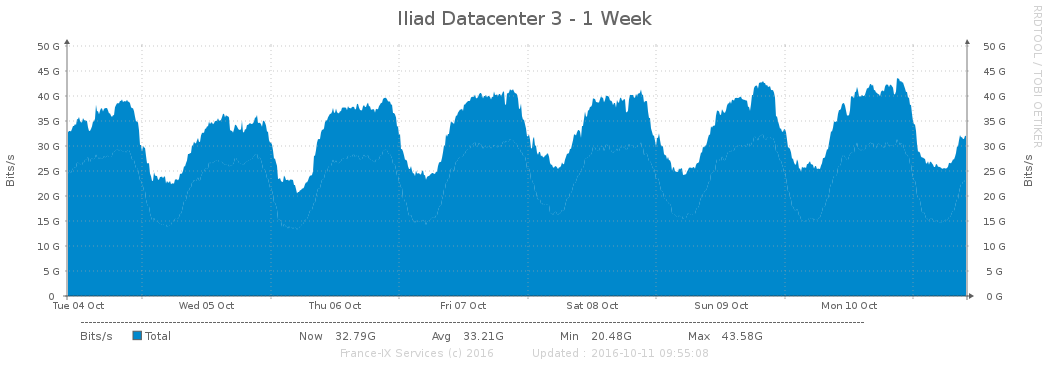 Iliad Datacenter 3 - 1 Week
RRDTOOL / TOBI OETIKER
Bits/s
Bits/s
50 G 50 G
45 G 45 G
40 G 40 G
35 G 35 G
30 G 30 G
25 G 25 G
20 G 20 G
15 G 15 G
10 G 10 G
5 G 5 G
0 0 G
Tue 04 Oct Wed 05 Oct Thu 06 Oct Fri 07 Oct Sat 08 Oct Sun 09 Oct Mon 10 Oct
Bits/s Total Now 32.79G Avg 33.21G Min 20.48G Max 43.58G
France-IX Services (c) 2016 Updated : 2016-10-11 09:55:08